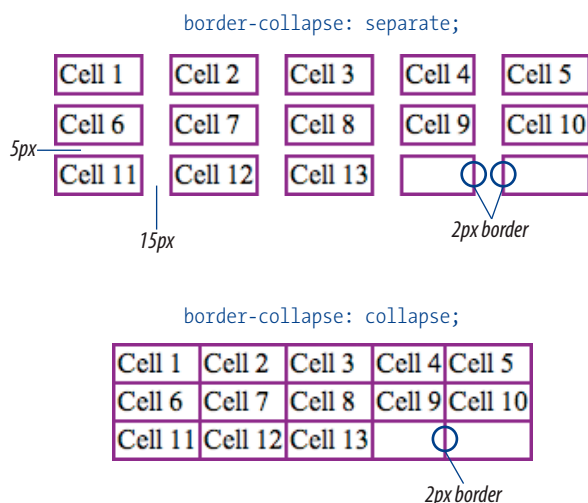 border-collapse: separate;
Cell 1 Cell 2 Cell 3 Cell 4 Cell 5
Cell 6 Cell 7 Cell 8 Cell 9 Cell 10
5px
Cell 11 Cell 12 Cell 13
15px
2px border
border-collapse: collapse;
Cell 1 Cell 2 Cell 3 Cell 4 Cell 5
Cell 6 Cell 7 Cell 8 Cell 9 Cell 10
Cell 11 Cell 12 Cell 13
2px border